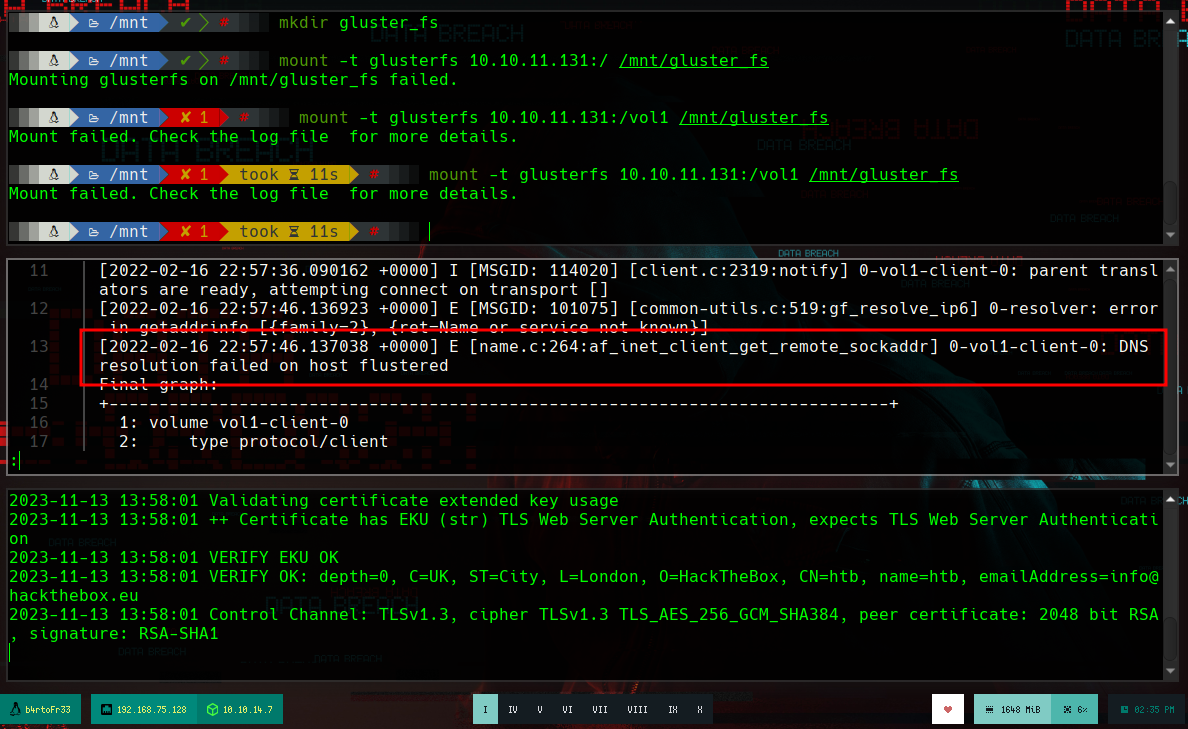 /mnt ✔ # mkdir gluster_fs
/mnt ✔ # mount -t glusterfs 10.10.11.131:/ /mnt/gluster_fs
Mounting glusterfs on /mnt/gluster_fs failed.
/mnt ✘ 1 # mount -t glusterfs 10.10.11.131:/vol1 /mnt/gluster_fs
Mount failed. Check the log file  for more details.
/mnt ✘ 1 took ⌛ 11s # mount -t glusterfs 10.10.11.131:/vol1 /mnt/gluster_fs
Mount failed. Check the log file  for more details.
/mnt ✘ 1 took ⌛ 11s #
11 [2022-02-16 22:57:36.090162 +0000] I [MSGID: 114020] [client.c:2319:notify] 0-vol1-client-0: parent transl
ators are ready, attempting connect on transport []
12 [2022-02-16 22:57:46.136923 +0000] E [MSGID: 101075] [common-utils.c:519:gf_resolve_ip6] 0-resolver: error
in getaddrinfo [{family=2}, {ret=Name or service not known}]
13 [2022-02-16 22:57:46.137038 +0000] E [name.c:264:af_inet_client_get_remote_sockaddr] 0-vol1-client-0: DNS
resolution failed on host flustered
14 Final graph:
15 +------------------------------------------------------------------------------+
16 1: volume vol1-client-0
17 2:     type protocol/client
:
2023-11-13 13:58:01 Validating certificate extended key usage
2023-11-13 13:58:01 ++ Certificate has EKU (str) TLS Web Server Authentication, expects TLS Web Server Authenticati
on
2023-11-13 13:58:01 VERIFY EKU OK
2023-11-13 13:58:01 VERIFY OK: depth=0, C=UK, ST=City, L=London, O=HackTheBox, CN=htb, name=htb, emailAddress=info@
hackthebox.eu
2023-11-13 13:58:01 Control Channel: TLSv1.3, cipher TLSv1.3 TLS_AES_256_GCM_SHA384, peer certificate: 2048 bit RSA
, signature: RSA-SHA1
b4rtoFr33 192.168.75.128 10.10.14.7 I IV V VI VII VIII IX X 1648 MiB 6% 02:35 PM